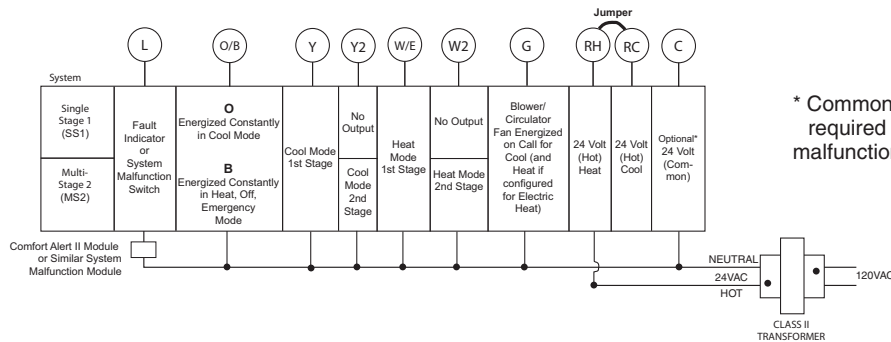 Jumper
L
O/B
Y
Y2
W/E
W2
G
RH
RC
C
System
Single
Stage 1
(SS1)
Multi-
Stage 2
(MS2)
Fault
Indicator
or
System
Malfunction
Switch
O
Energized Constantly
in Cool Mode
B
Energized Constantly
in Heat, Off,
Emergency
Mode
Cool Mode
1st Stage
No
Output
Cool
Mode
2nd
Stage
Heat
Mode
1st Stage
No Output
Heat Mode
2nd Stage
Blower/
Circulator
Fan Energized
on Call for
Cool (and
Heat if
configured
for Electric
Heat)
24 Volt
(Hot)
Heat
24 Volt
(Hot)
Cool
Optional*
24 Volt
(Com-
mon)
* Common
required
malfunction
Comfort Alert II Module
or Similar System
Malfunction Module
NEUTRAL
24VAC
HOT
120VAC
CLASS II
TRANSFORMER